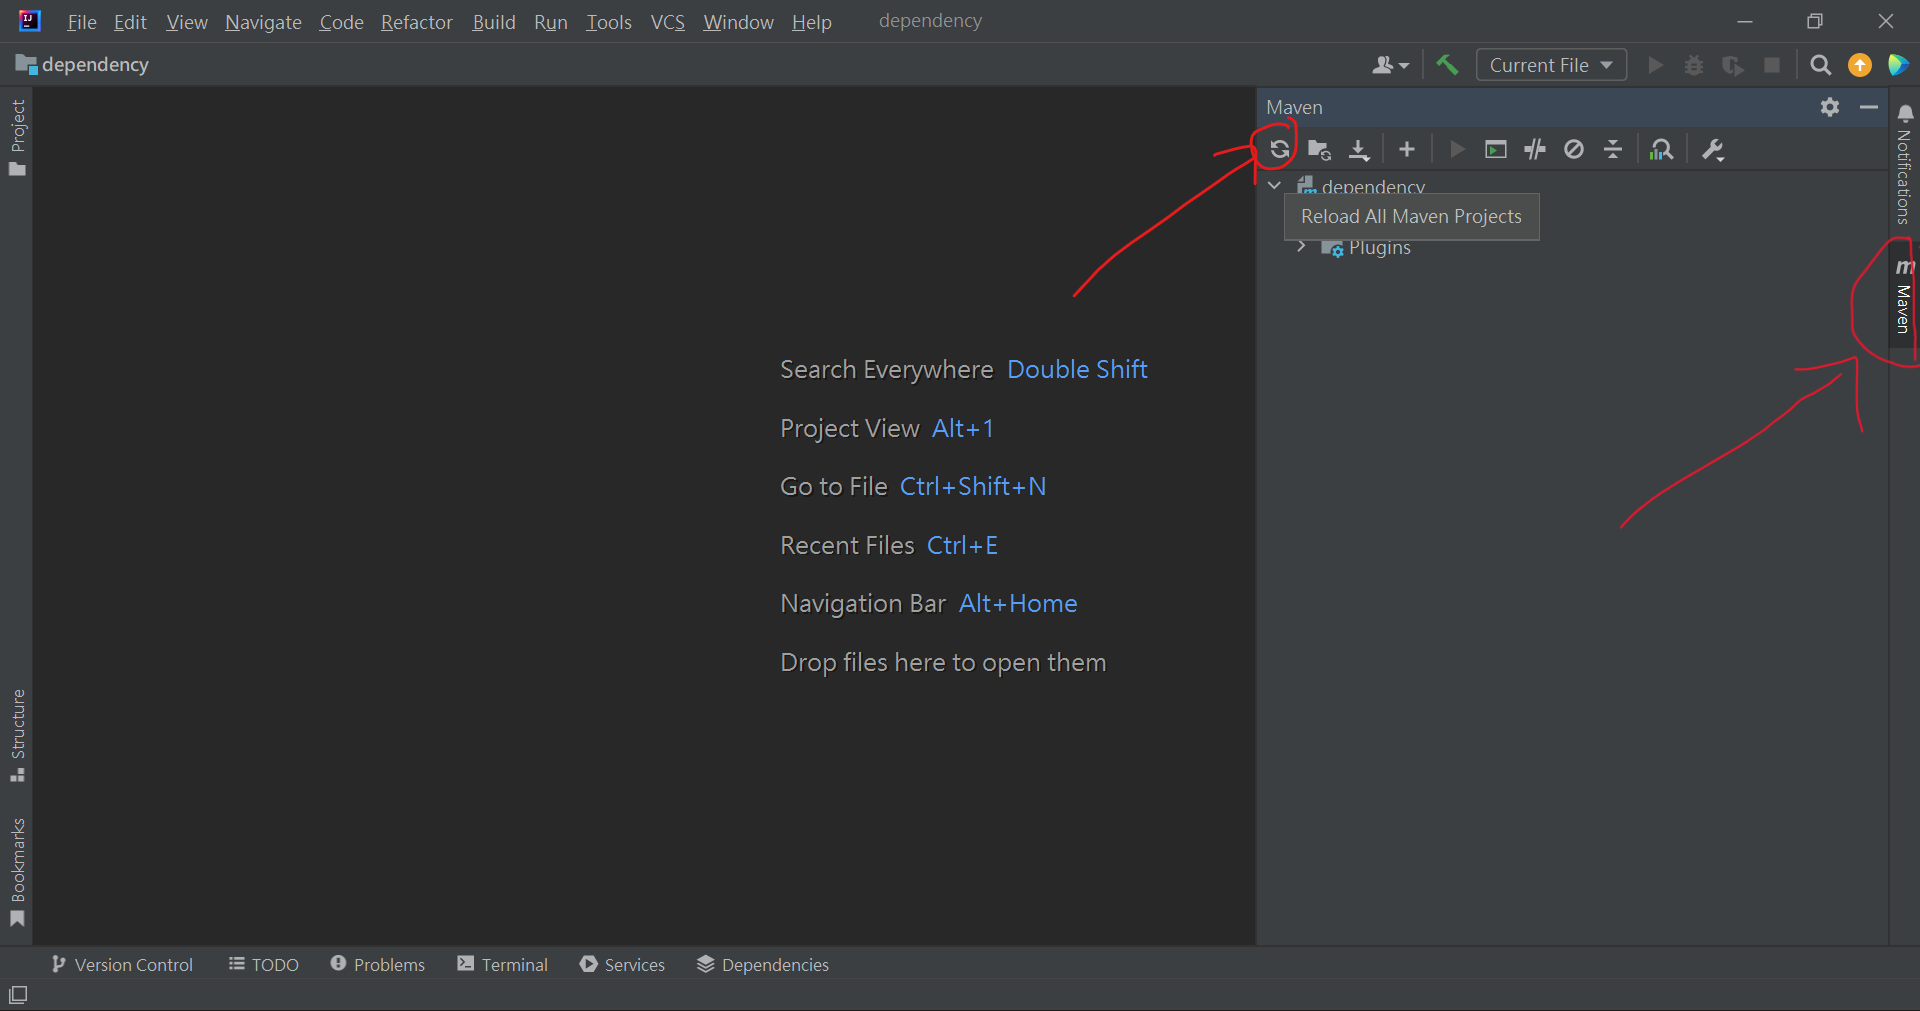 File Edit View Navigate Code Refactor Build Run Tools VCS Window Help dependency
dependency
Current File
Project
Maven
dependency
Reload All Maven Projects
Plugins
Notifications
m Maven
Search Everywhere Double Shift
Project View Alt+1
Go to File Ctrl+Shift+N
Recent Files Ctrl+E
Navigation Bar Alt+Home
Drop files here to open them
Structure
Bookmarks
Version Control TODO Problems Terminal Services Dependencies